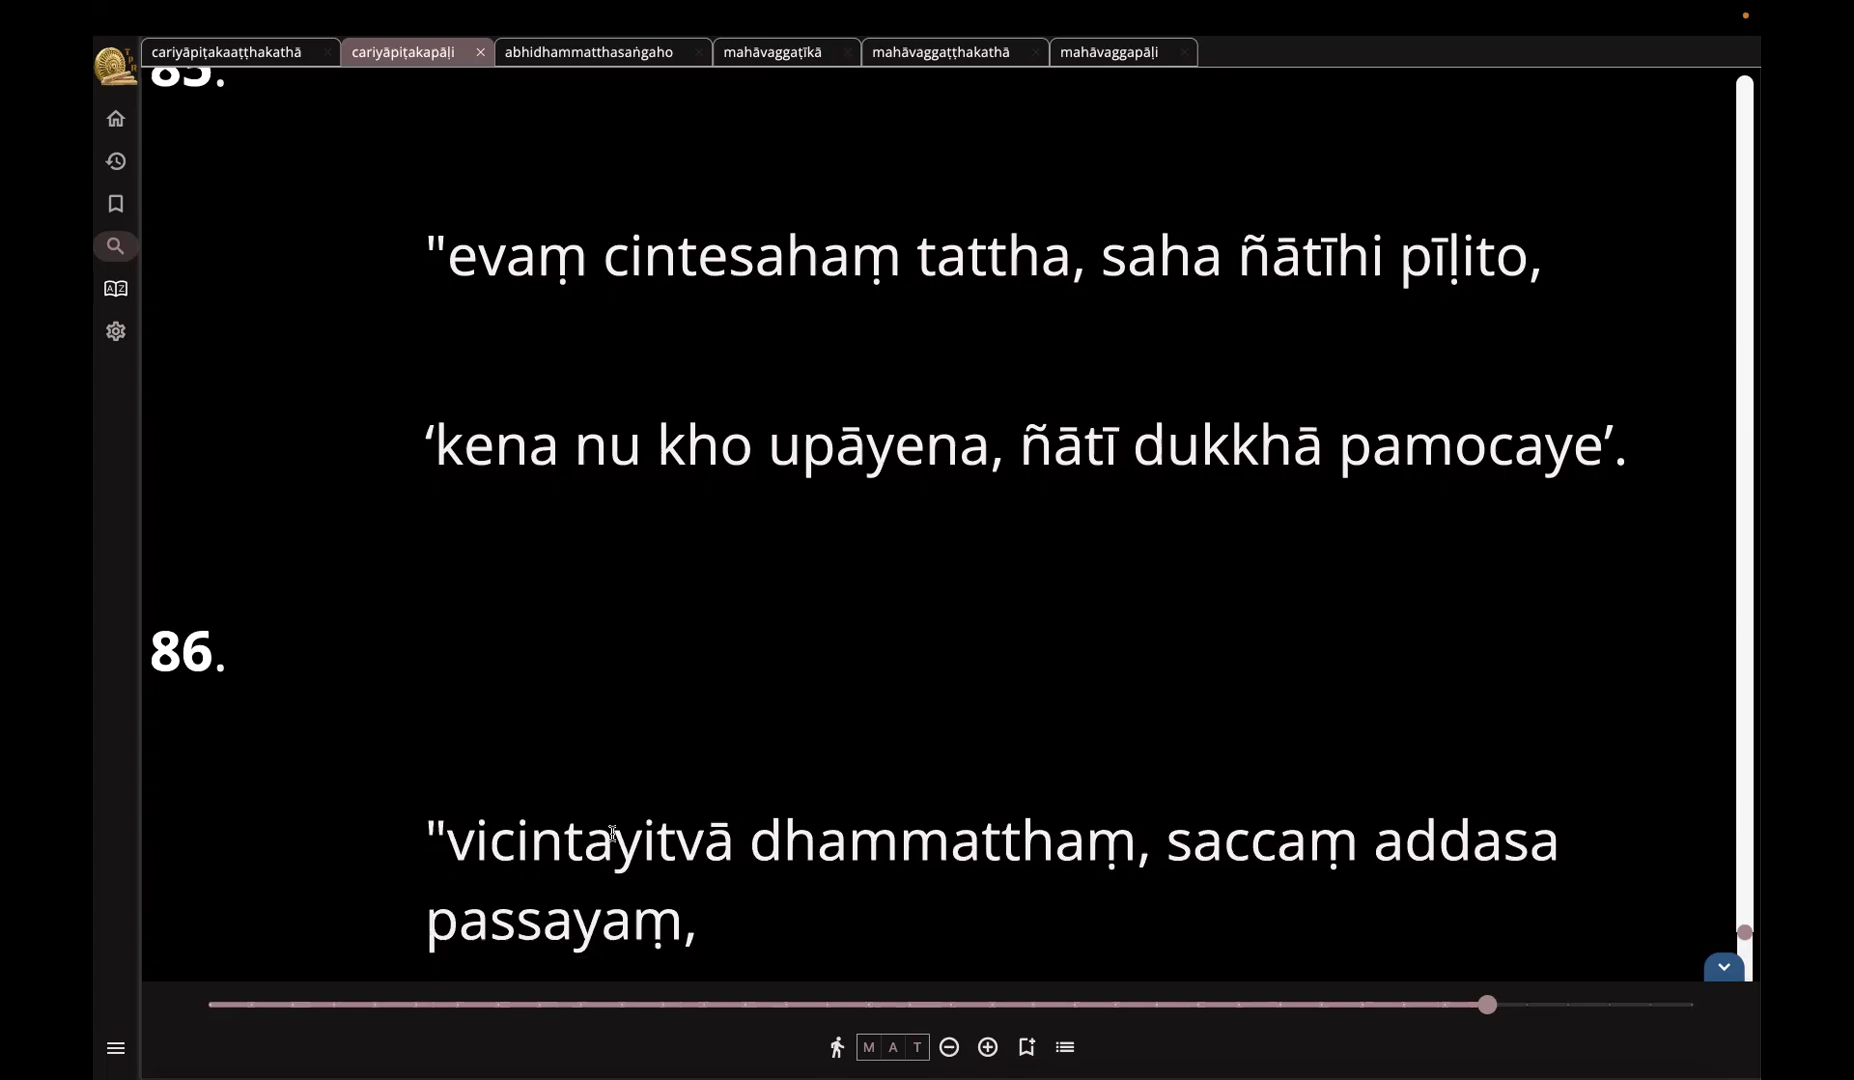 cariyāpiṭakaaṭṭhakathā
cariyāpiṭakapāḷi
abhidhammatthasaṅgaho
mahāvaggaṭīkā
mahāvaggaṭṭhakathā
mahāvaggapāḷi
85.
"evaṃ cintesahaṃ tattha, saha ñātīhi pīḷito,
‘kena nu kho upāyena, ñātī dukkhā pamocaye’.
86.
"vicintayitvā dhammatthaṃ, saccaṃ addasa
passayaṃ,
M A T